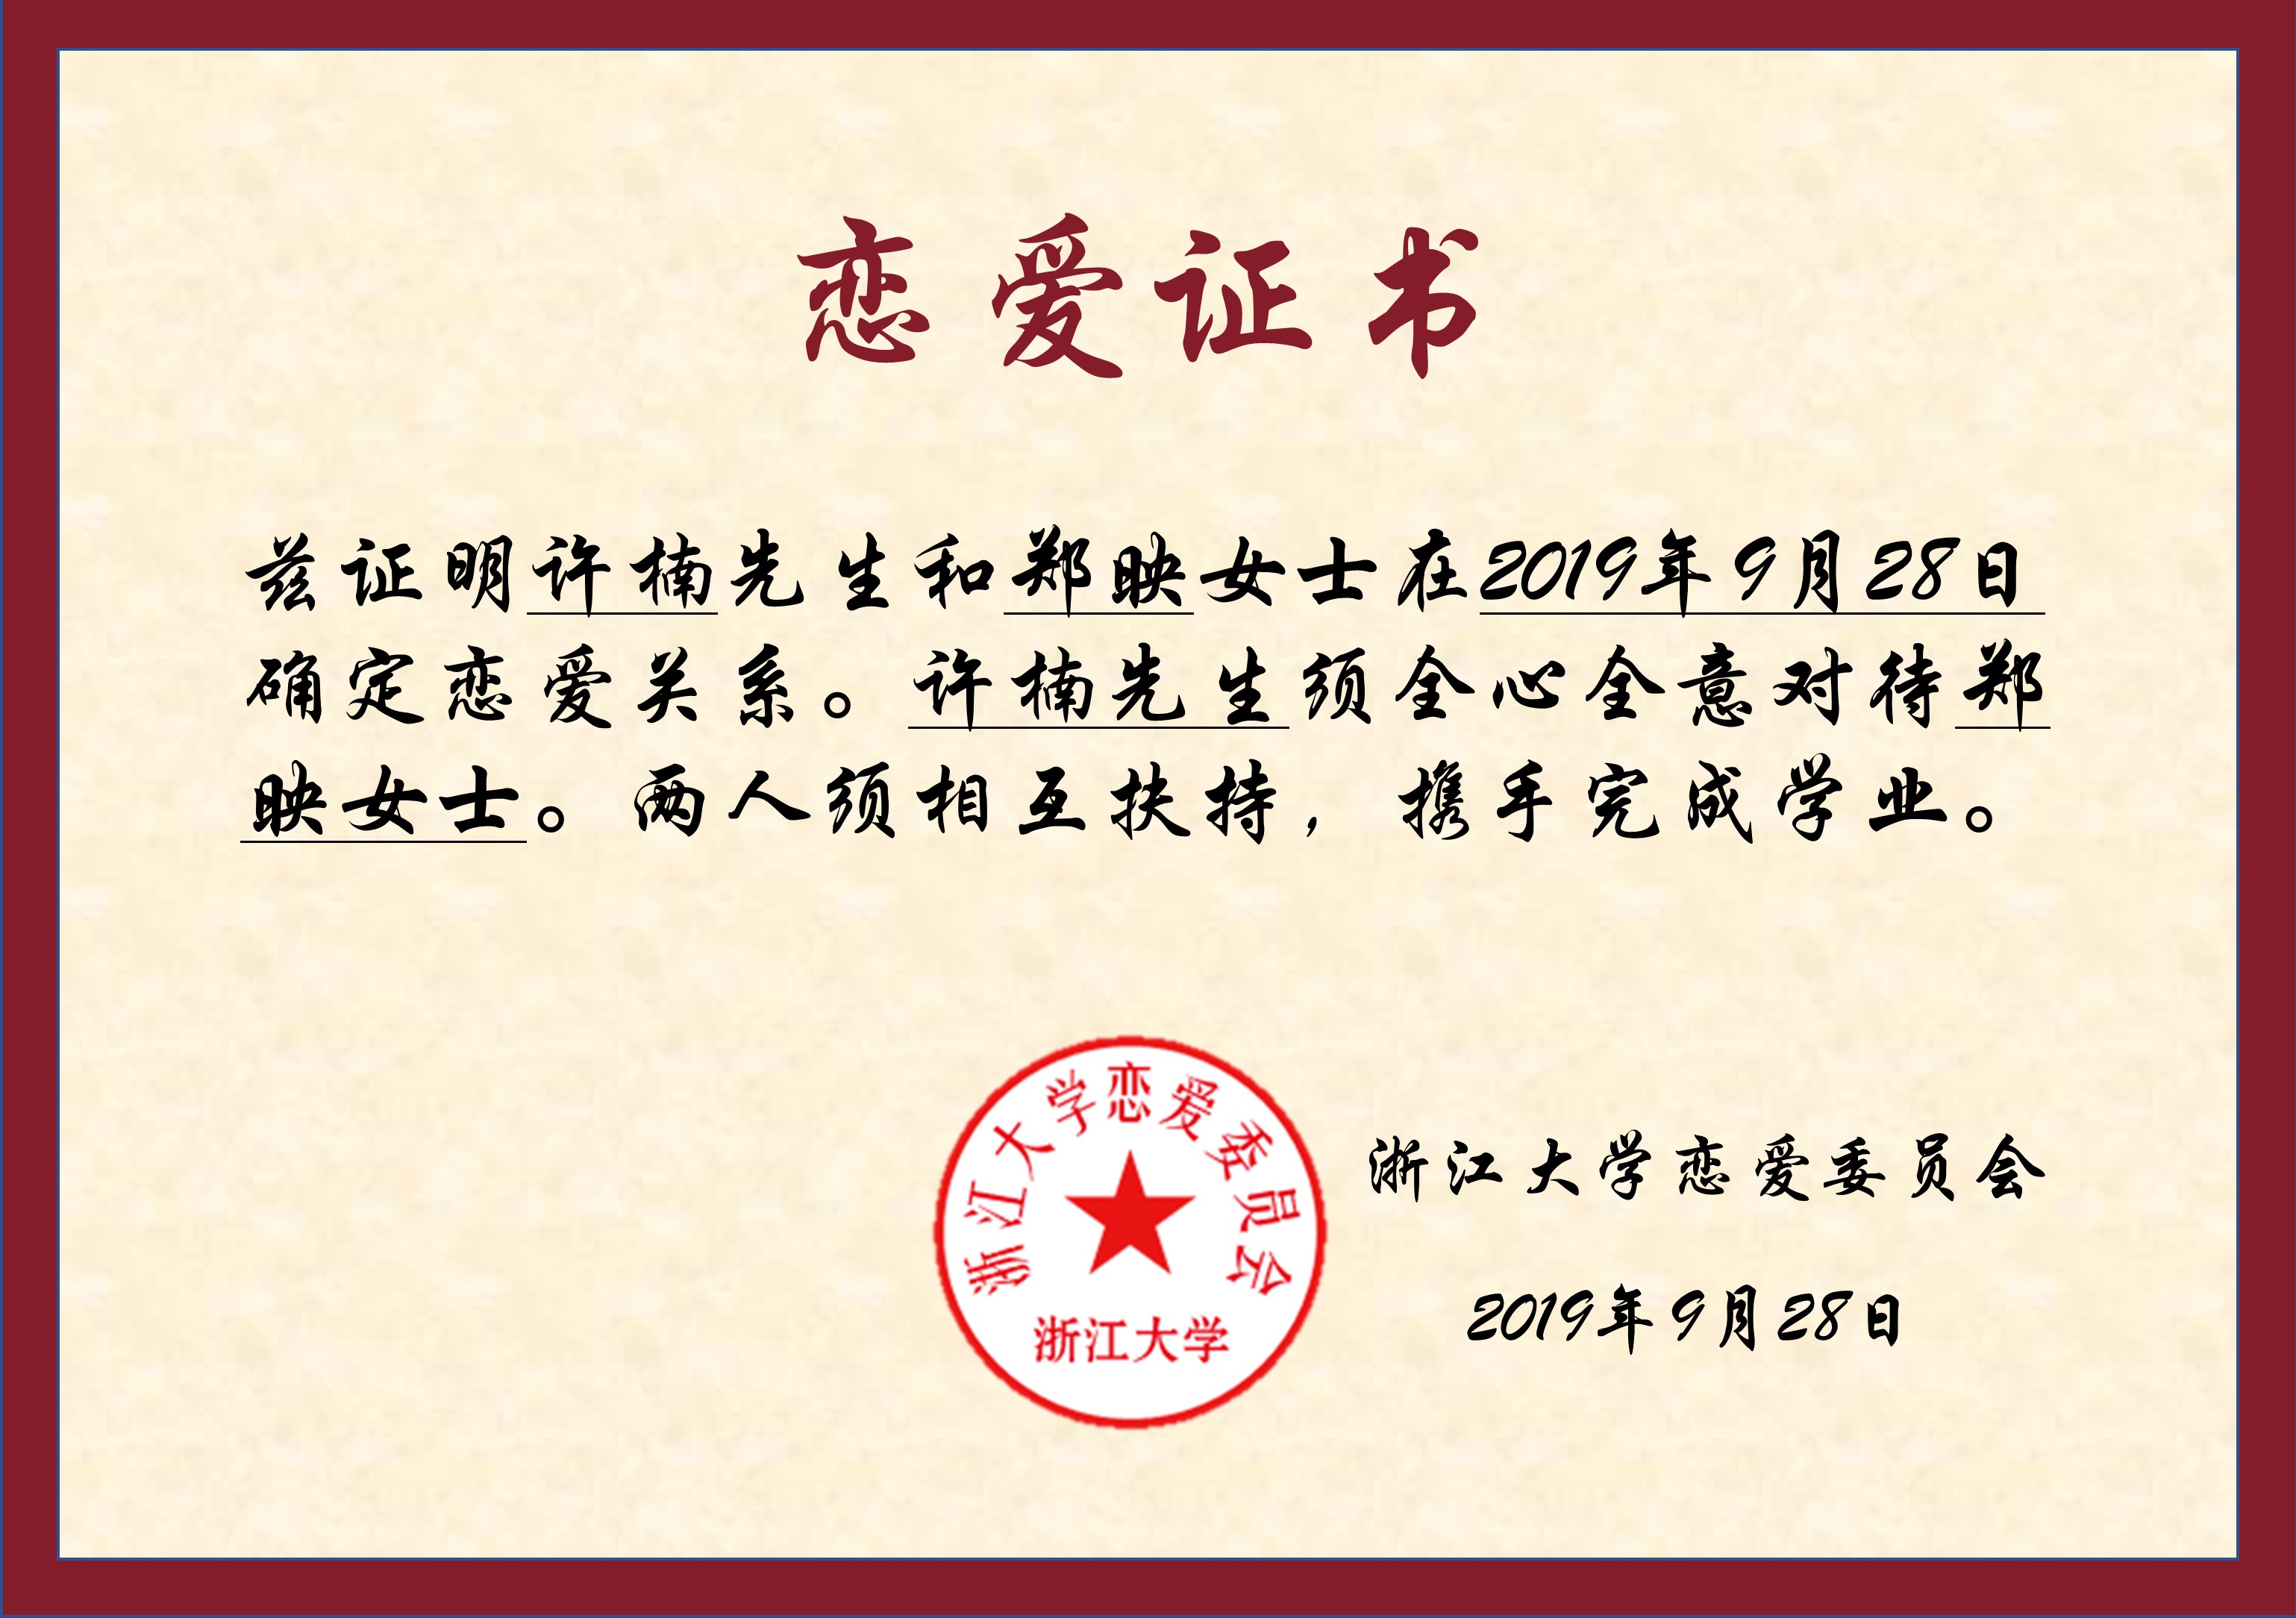 恋爱证书
兹证明许楠先生和郑映女士在2019年9月28日
确定恋爱关系。许楠先生须全心全意对待郑
映女士。两人须相互扶持，携手完成学业。
浙江大学恋爱委员会
浙江大学
浙江大学恋爱委员会
2019年9月28日